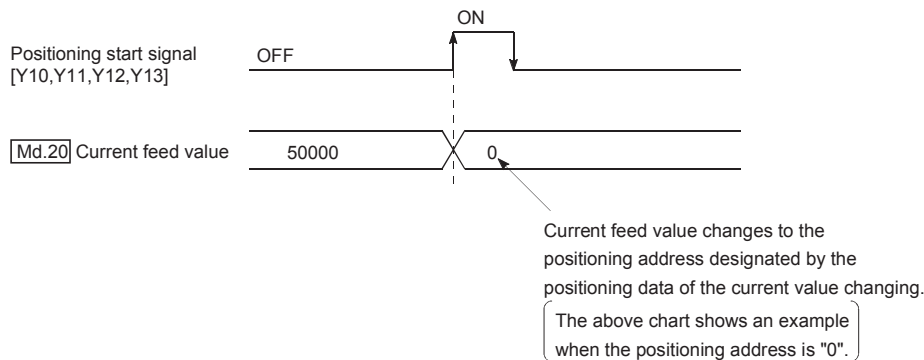 ON
Positioning start signal
[Y10,Y11,Y12,Y13]
OFF
Md.20 Current feed value
50000
0
Current feed value changes to the
positioning address designated by the
positioning data of the current value changing.
The above chart shows an example
when the positioning address is "0".